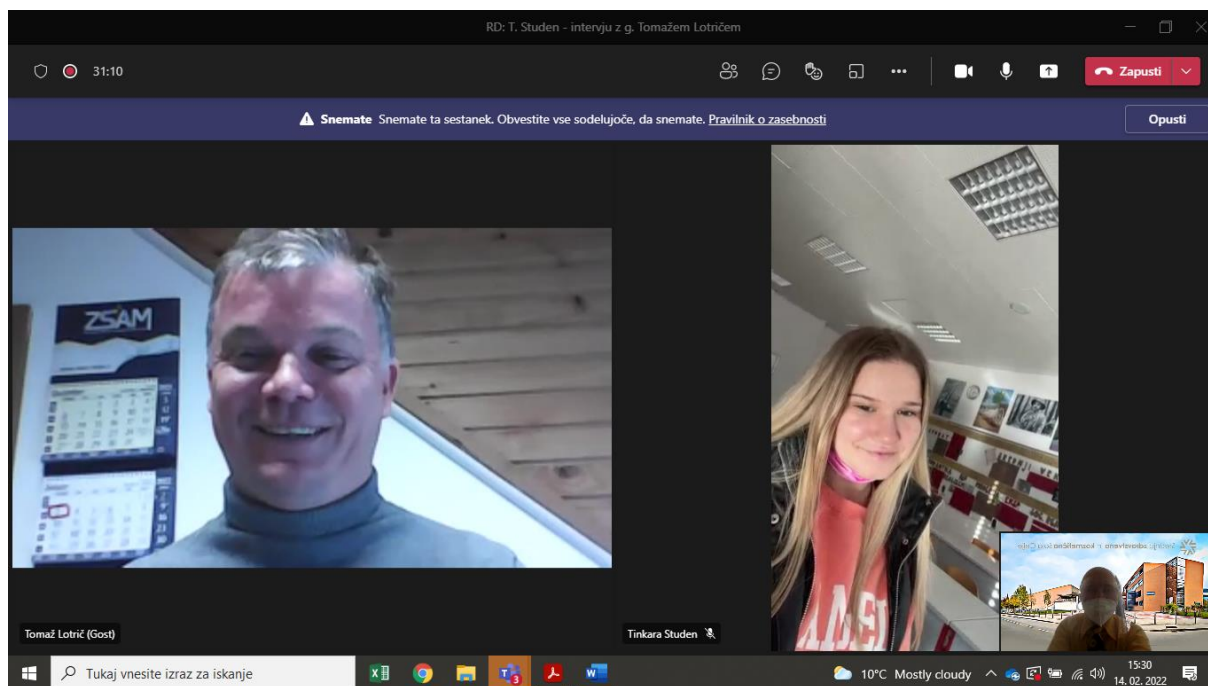 RD: T. Studen - intervju z g. Tomažem Lotričem
31:10
Zapusti
Snemate Snemate ta sestanek. Obvestite vse sodelujoče, da snemate. Pravilnik o zasebnosti
Opusti
ZSAM
Tomaž Lotrič (Gost)
Tinkara Studen
Tukaj vnesite izraz za iskanje
3
10°C Mostly cloudy
15:30
14. 02. 2022